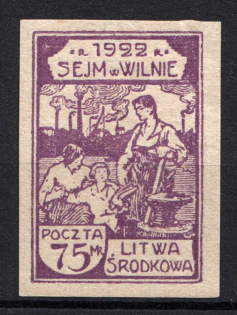 R. 1922 R.
SEJM W WILNIE
POCZTA
75 MK
LITWA
ŚRODKOWA